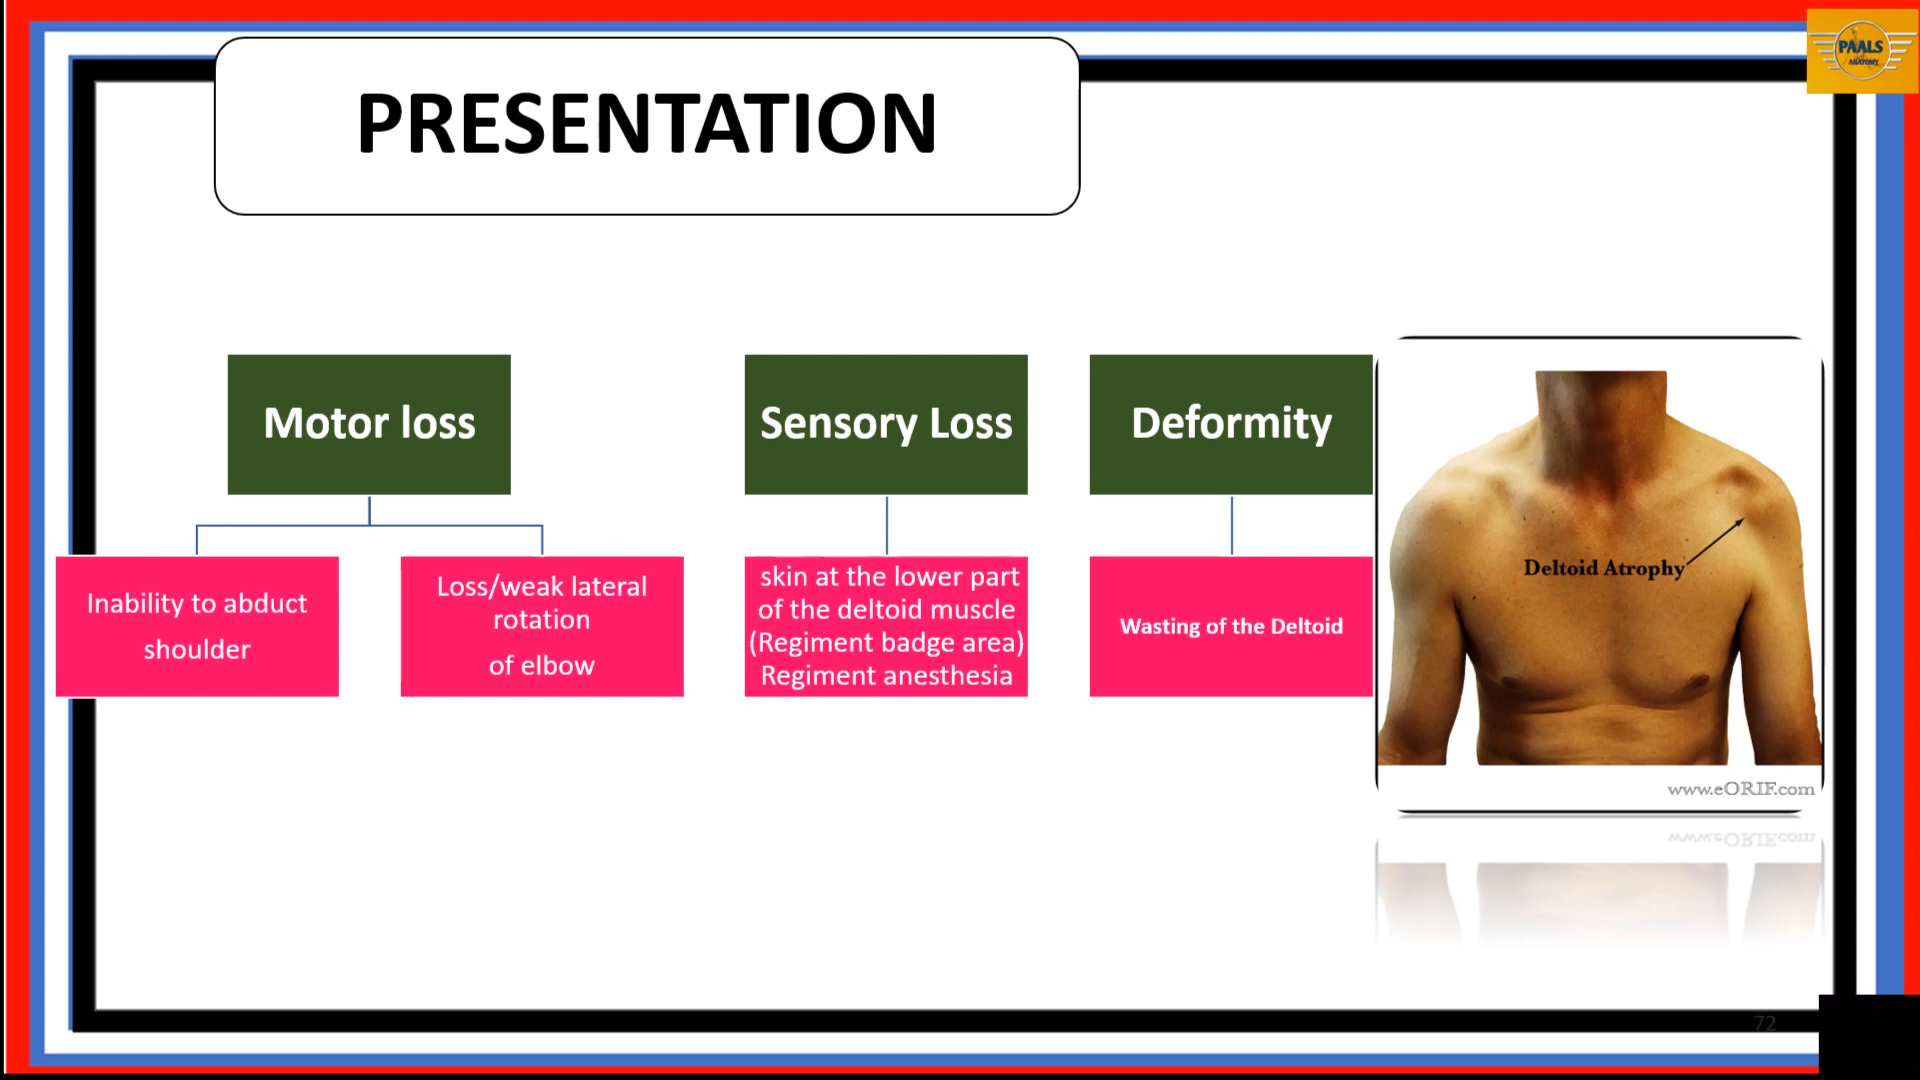 PAALS
ANATOMY
PRESENTATION
Motor loss
Inability to abduct
shoulder
Loss/weak lateral
rotation
of elbow
Sensory Loss
skin at the lower part
of the deltoid muscle
(Regiment badge area)
Regiment anesthesia
Deformity
Wasting of the Deltoid
Deltoid Atrophy
www.eORIF.com
72